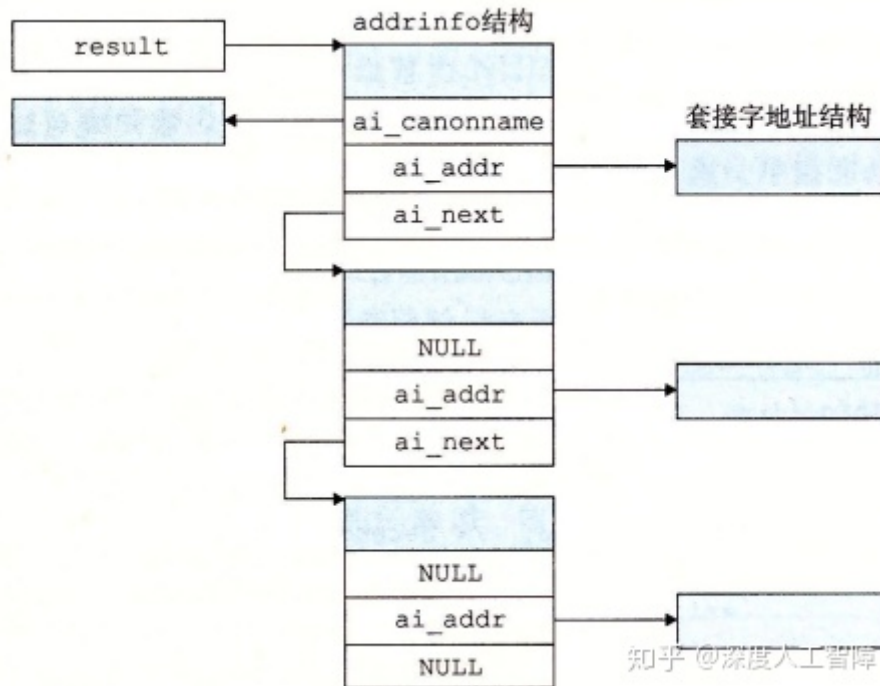 addrinfo结构
result
ai_canonname
套接字地址结构
ai_addr
ai_next
NULL
ai_addr
ai_next
NULL
ai_addr
NULL
知乎 @深度人工智障